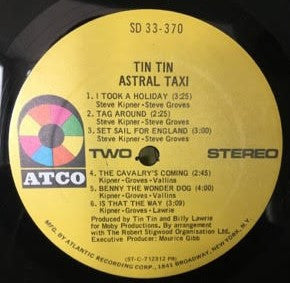 SD 33-370
TIN TIN
ASTRAL TAXI
1. I TOOK A HOLIDAY (3:25)
Steve Kipner-Steve Groves
2. TAG AROUND (2:25)
Steve Kipner-Steve Groves
3. SET SAIL FOR ENGLAND (3:00)
Steve Kipner-Steve Groves
ATCO
TWO STEREO
4. THE CAVALRY'S COMING (2:45)
Kipner-Groves-Vallins
5. BENNY THE WONDER DOG (4:00)
Kipner-Groves-Vallins
6. IS THAT THE WAY (3:09)
Kipner-Groves-Lawrie
Produced by Tin Tin and Billy Lawrie
for Moby Productions. By arrangement
with The Robert Stigwood Organisation Ltd.
Executive Producer: Maurice Gibb
(ST-C-712312 PR)
MFG. BY ATLANTIC RECORDING CORP., 1841 BROADWAY, NEW YORK, N.Y.